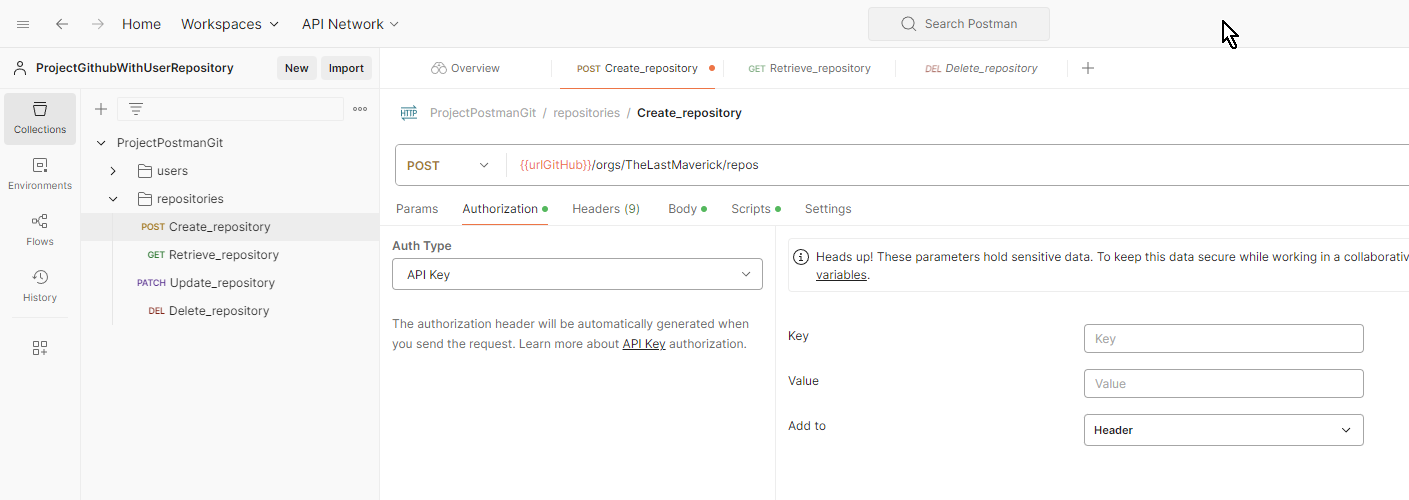 Home Workspaces API Network Search Postman
ProjectGithubWithUserRepository New Import
Overview POST Create_repository GET Retrieve_repository DEL Delete_repository
Collections
Environments
Flows
History
ProjectPostmanGit
users
repositories
POST Create_repository
GET Retrieve_repository
PATCH Update_repository
DEL Delete_repository
HTTP ProjectPostmanGit / repositories / Create_repository
POST {{urlGitHub}}/orgs/TheLastMaverick/repos
Params Authorization Headers (9) Body Scripts Settings
Auth Type
API Key
The authorization header will be automatically generated when
you send the request. Learn more about API Key authorization.
Heads up! These parameters hold sensitive data. To keep this data secure while working in a collaborativ
variables.
Key Key
Value Value
Add to Header